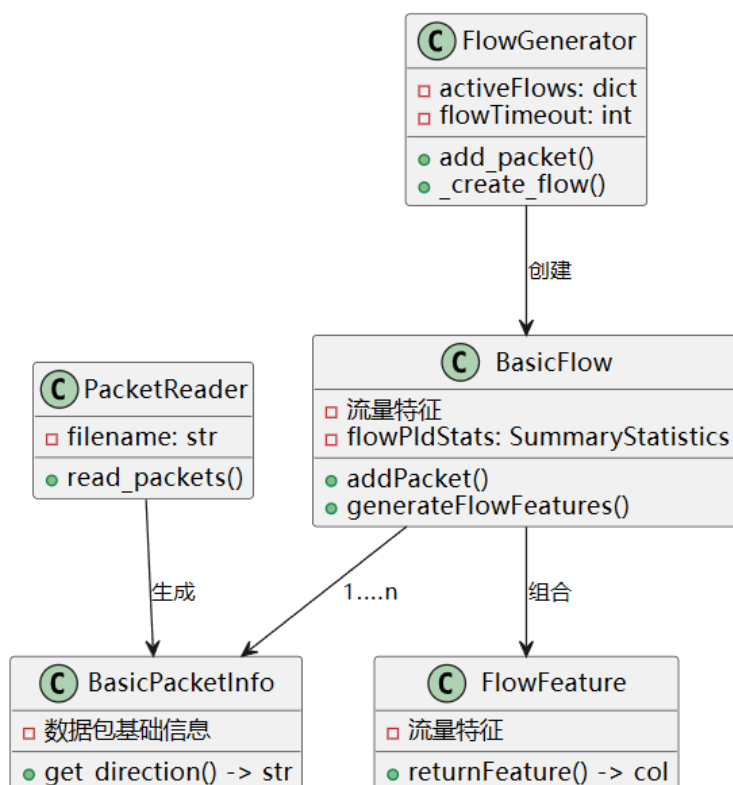 C FlowGenerator
activeFlows: dict
flowTimeout: int
add_packet()
_create_flow()
创建
C BasicFlow
流量特征
flowPldStats: SummaryStatistics
addPacket()
generateFlowFeatures()
C PacketReader
filename: str
read_packets()
生成
1....n
组合
C BasicPacketInfo
数据包基础信息
get_direction() -> str
C FlowFeature
流量特征
returnFeature() -> col